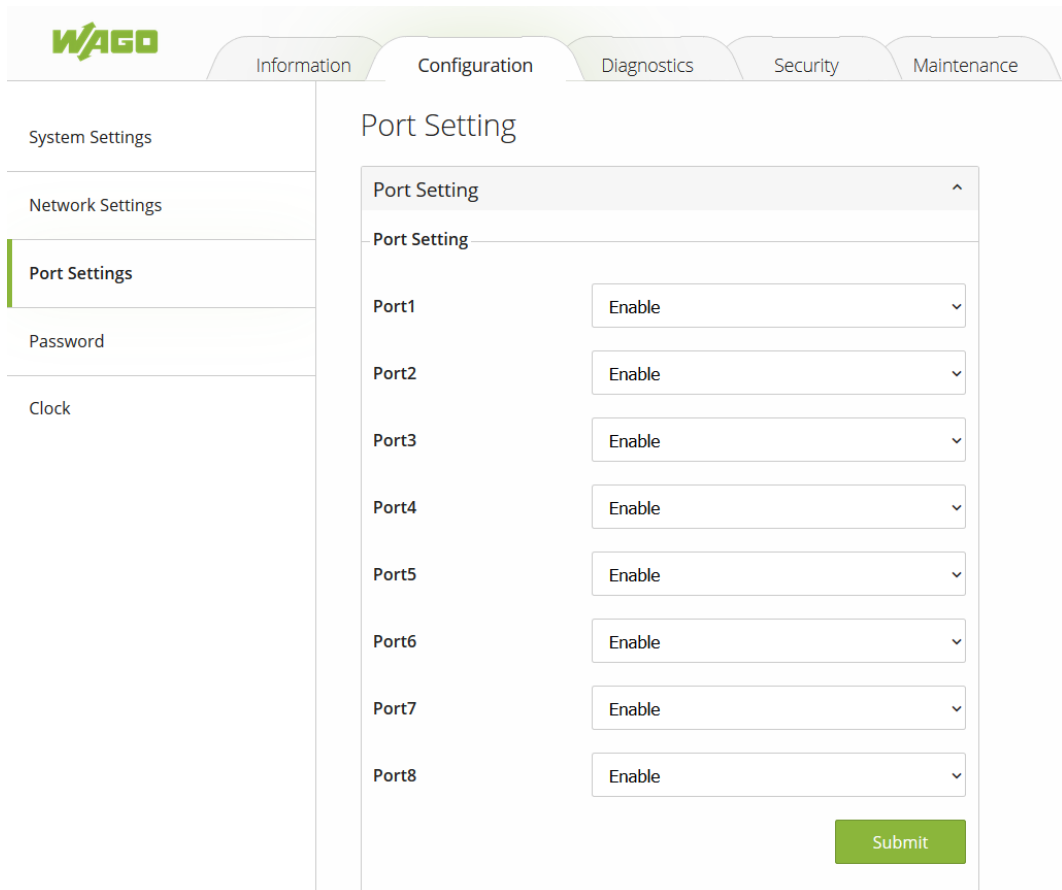 WAGO
Information Configuration Diagnostics Security Maintenance
System Settings
Network Settings
Port Settings
Password
Clock
Port Setting
Port Setting
Port Setting
Port1 Enable
Port2 Enable
Port3 Enable
Port4 Enable
Port5 Enable
Port6 Enable
Port7 Enable
Port8 Enable
Submit